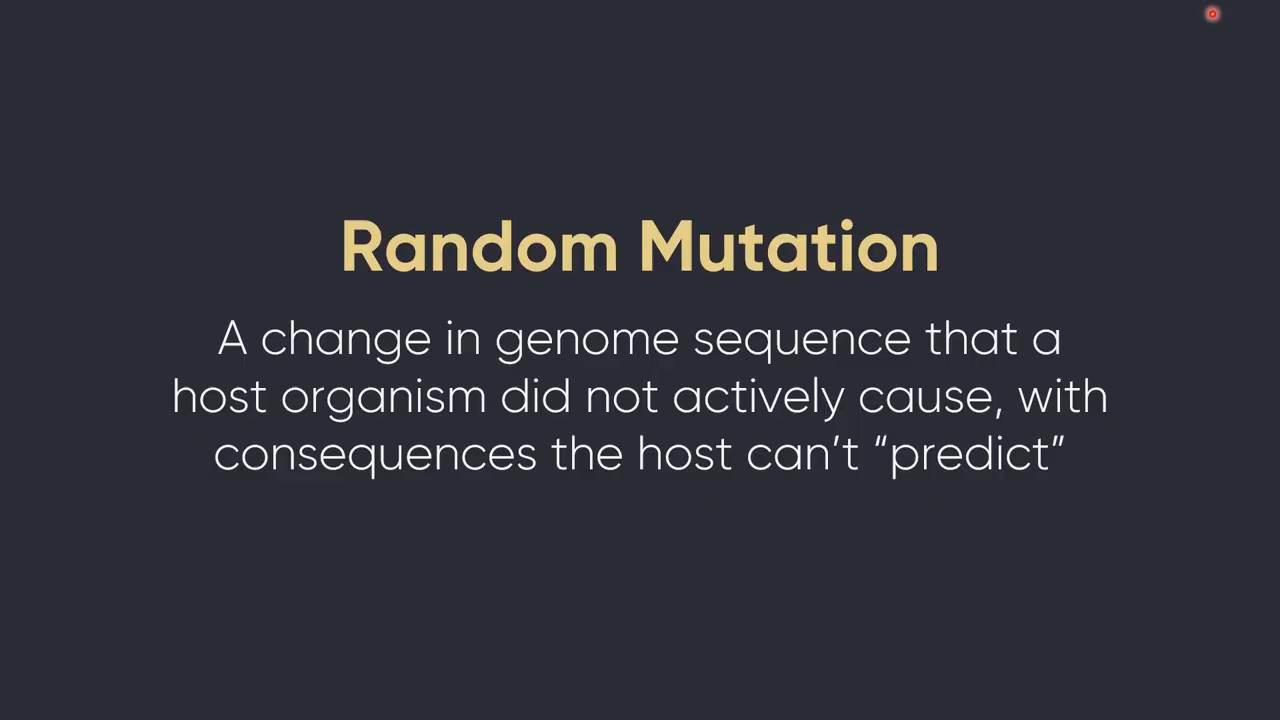 Random Mutation
A change in genome sequence that a
host organism did not actively cause, with
consequences the host can’t “predict”